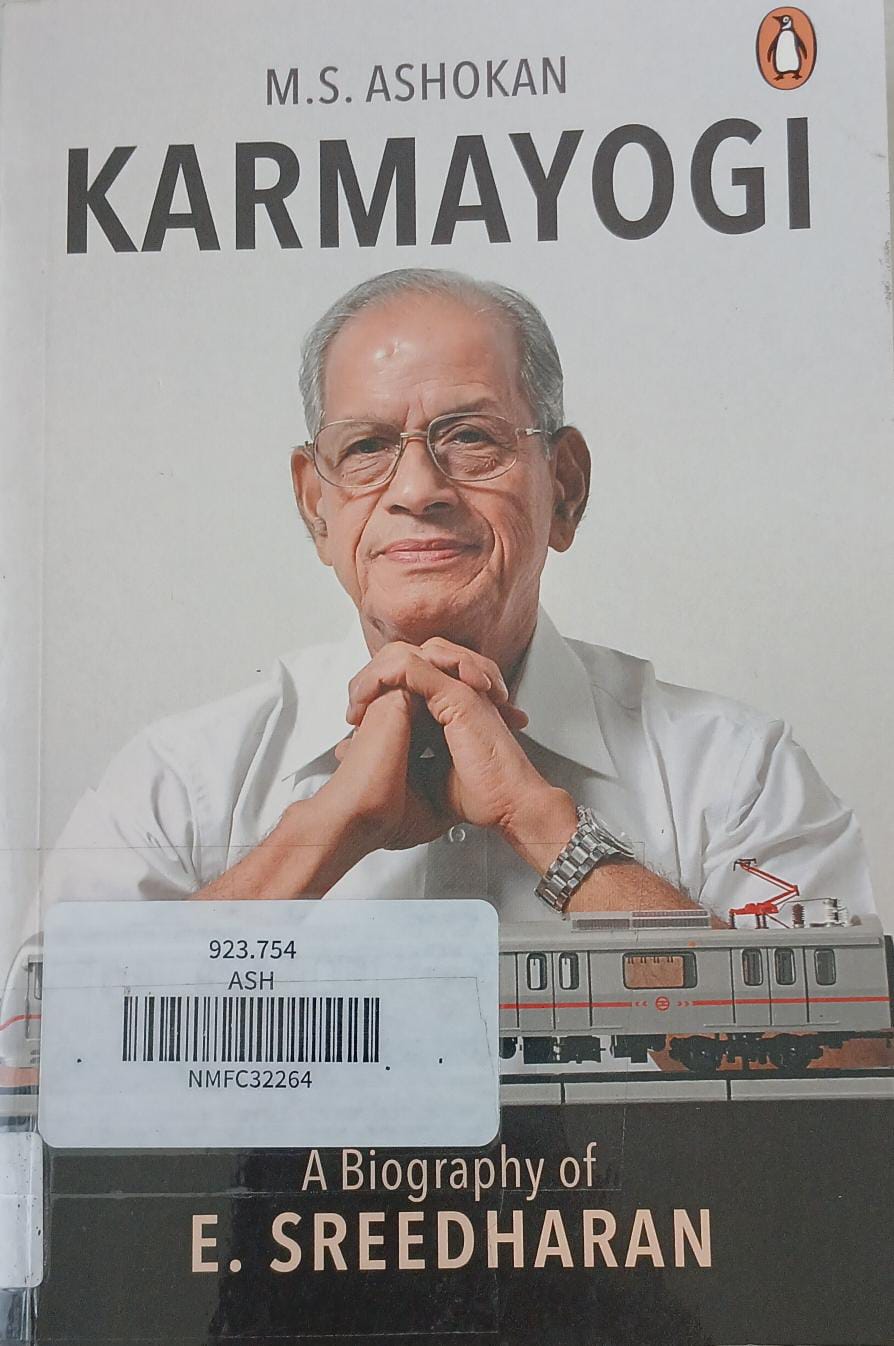 M.S. ASHOKAN
KARMAYOGI
923.754
ASH
NMFC32264
A Biography of
E. SREEDHARAN